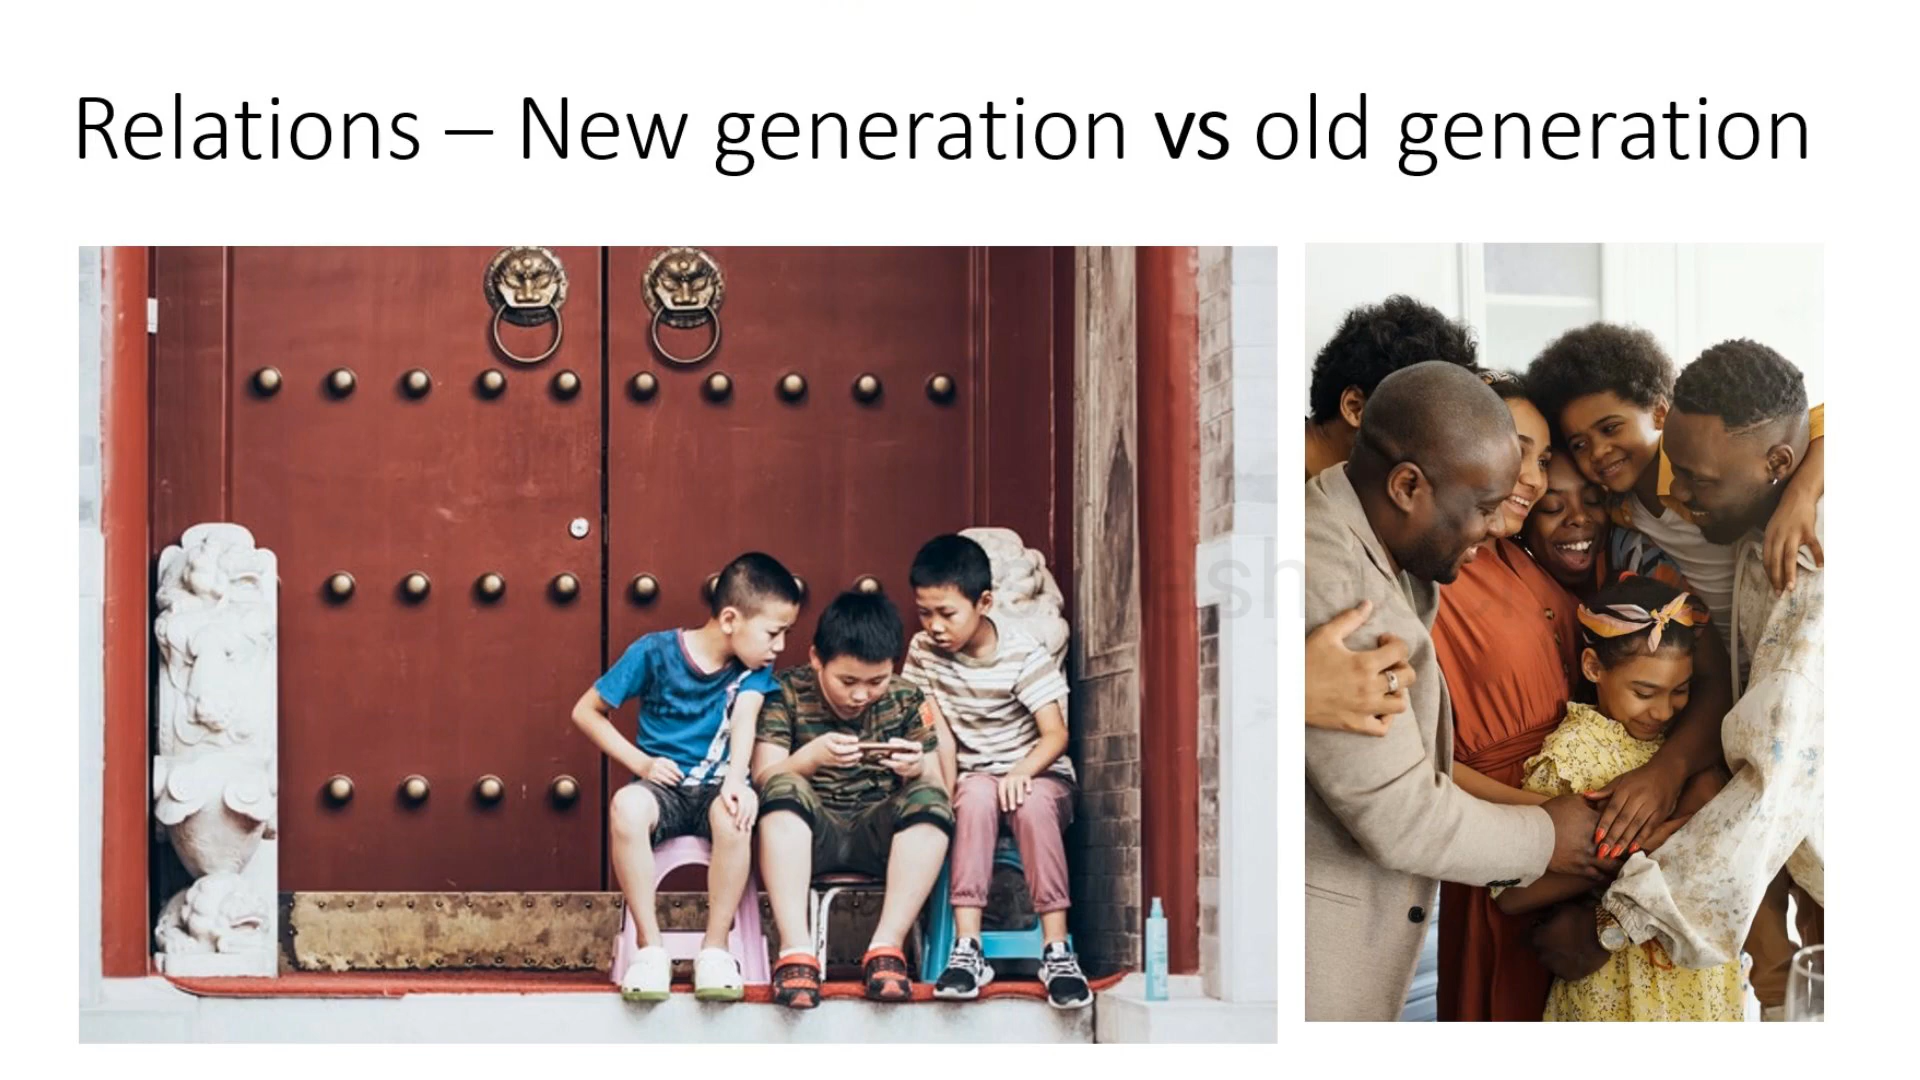 Relations – New generation vs old generation